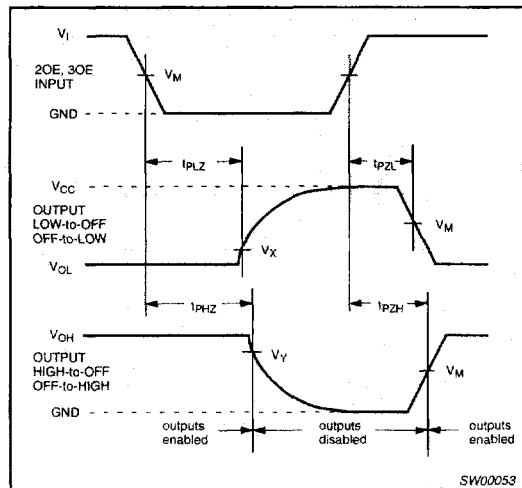 VI
2OE, 3OE
INPUT
VM
GND
tPLZ
tPZL
VCC
OUTPUT
LOW-to-OFF
OFF-to-LOW
VM
VX
VOL
tPHZ
tPZH
VOH
VY
OUTPUT
HIGH-to-OFF
OFF-to-HIGH
VM
GND
outputs
enabled
outputs
disabled
outputs
enabled
SW00053